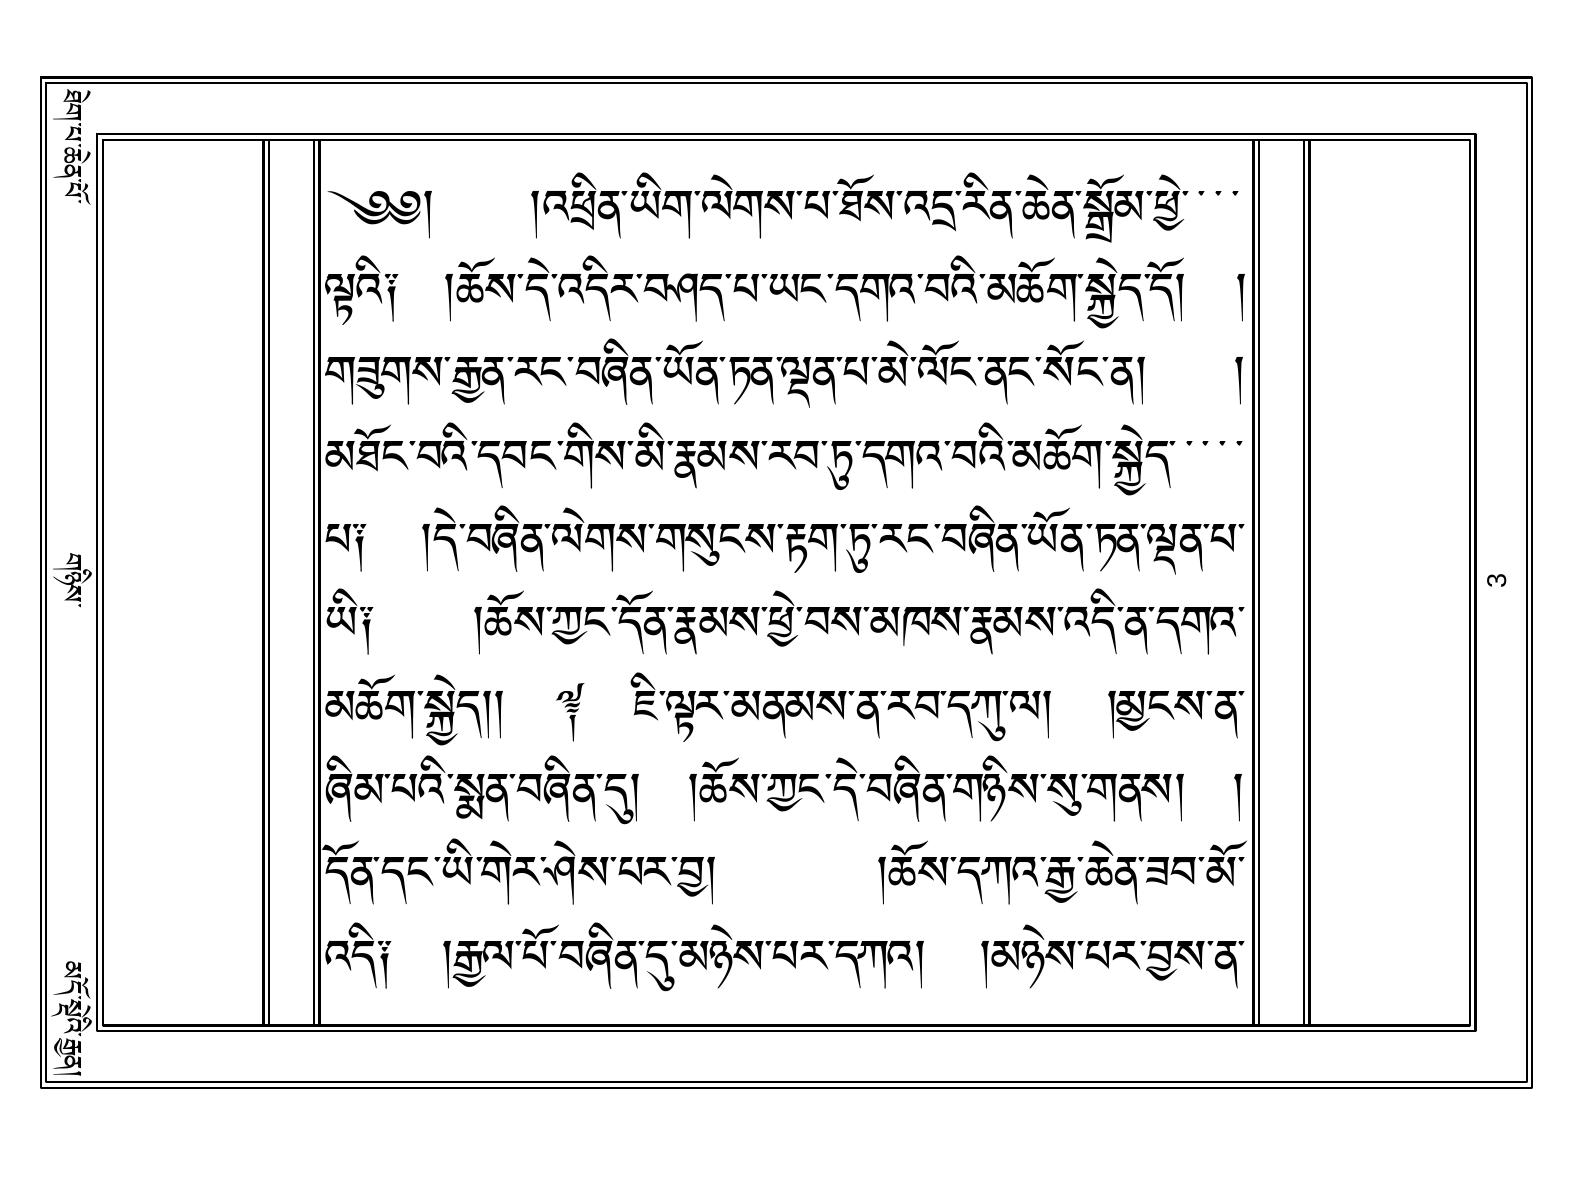 ཐེག་པ་ཆེན་པོ་
༄༅། །འཕྲིན་ཡིག་ལེགས་པ་ཐོས་འདྲ་རིན་ཆེན་སྒྲོམ་ཕྱེ་་་་
ལྟའི༑ །ཆོས་དེ་འདིར་བཤད་པ་ཡང་དགའ་བའི་མཆོག་སྐྱེད་དོ། །
གཟུགས་རྒྱན་རང་བཞིན་ཡོན་ཏན་ལྡན་པ་མེ་ལོང་ནང་སོང་ན། །
མཐོང་བའི་དབང་གིས་མི་རྣམས་རབ་ཏུ་དགའ་བའི་མཆོག་སྐྱེད་་་་་
པ༑ །དེ་བཞིན་ལེགས་གསུངས་རྟག་ཏུ་རང་བཞིན་ཡོན་ཏན་ལྡན་པ་
ཡི༑ །ཆོས་ཀྱང་དོན་རྣམས་ཕྱེ་བས་མཁས་རྣམས་འདི་ན་དགའ་
མཆོག་སྐྱེད།། ༈ ཇི་ལྟར་མནམས་ན་རབ་དཀུ་ལ། །མྱངས་ན་
ཞིམ་པའི་སྨན་བཞིན་དུ། །ཆོས་ཀྱང་དེ་བཞིན་གཉིས་སུ་གནས། །
དོན་དང་ཡི་གེར་ཤེས་པར་བྱ། །ཆོས་དཀའ་རྒྱ་ཆེན་ཟབ་མོ་
འདི༑ །རྒྱལ་པོ་བཞིན་དུ་མཉེས་པར་དཀའ། །མཉེས་པར་བྱས་ན་
གཉིས་
མདོ་སྡེའི་རྒྱན།
3